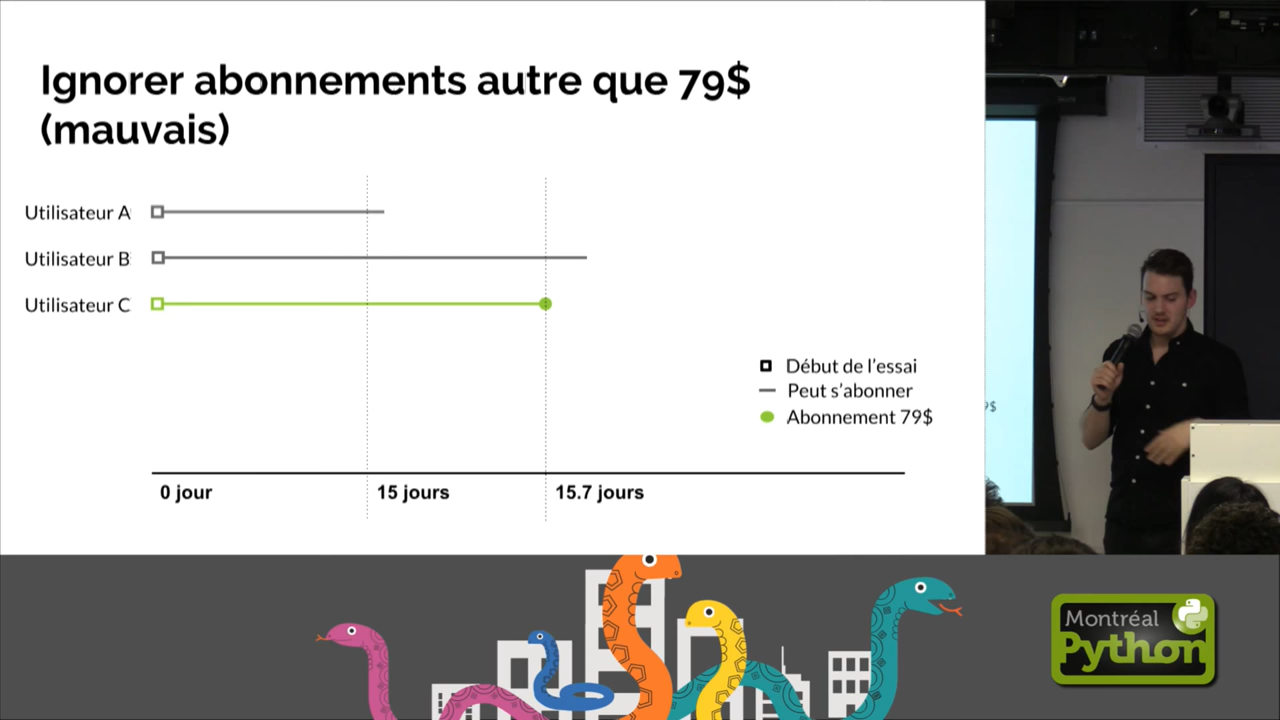 Ignorer abonnements autre que 79$
(mauvais)
Utilisateur A
Utilisateur B
Utilisateur C
Début de l'essai
Peut s'abonner
Abonnement 79$
0 jour
15 jours
15.7 jours
9$
Montréal
Python